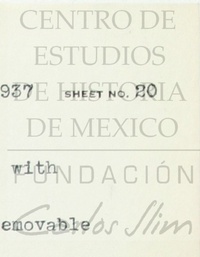 CENTRO DE
ESTUDIOS
937 SHEET NO. 20
DE HISTORIA
DE MEXICO
with
FUNDACIÓN
Carlos Slim
emovable